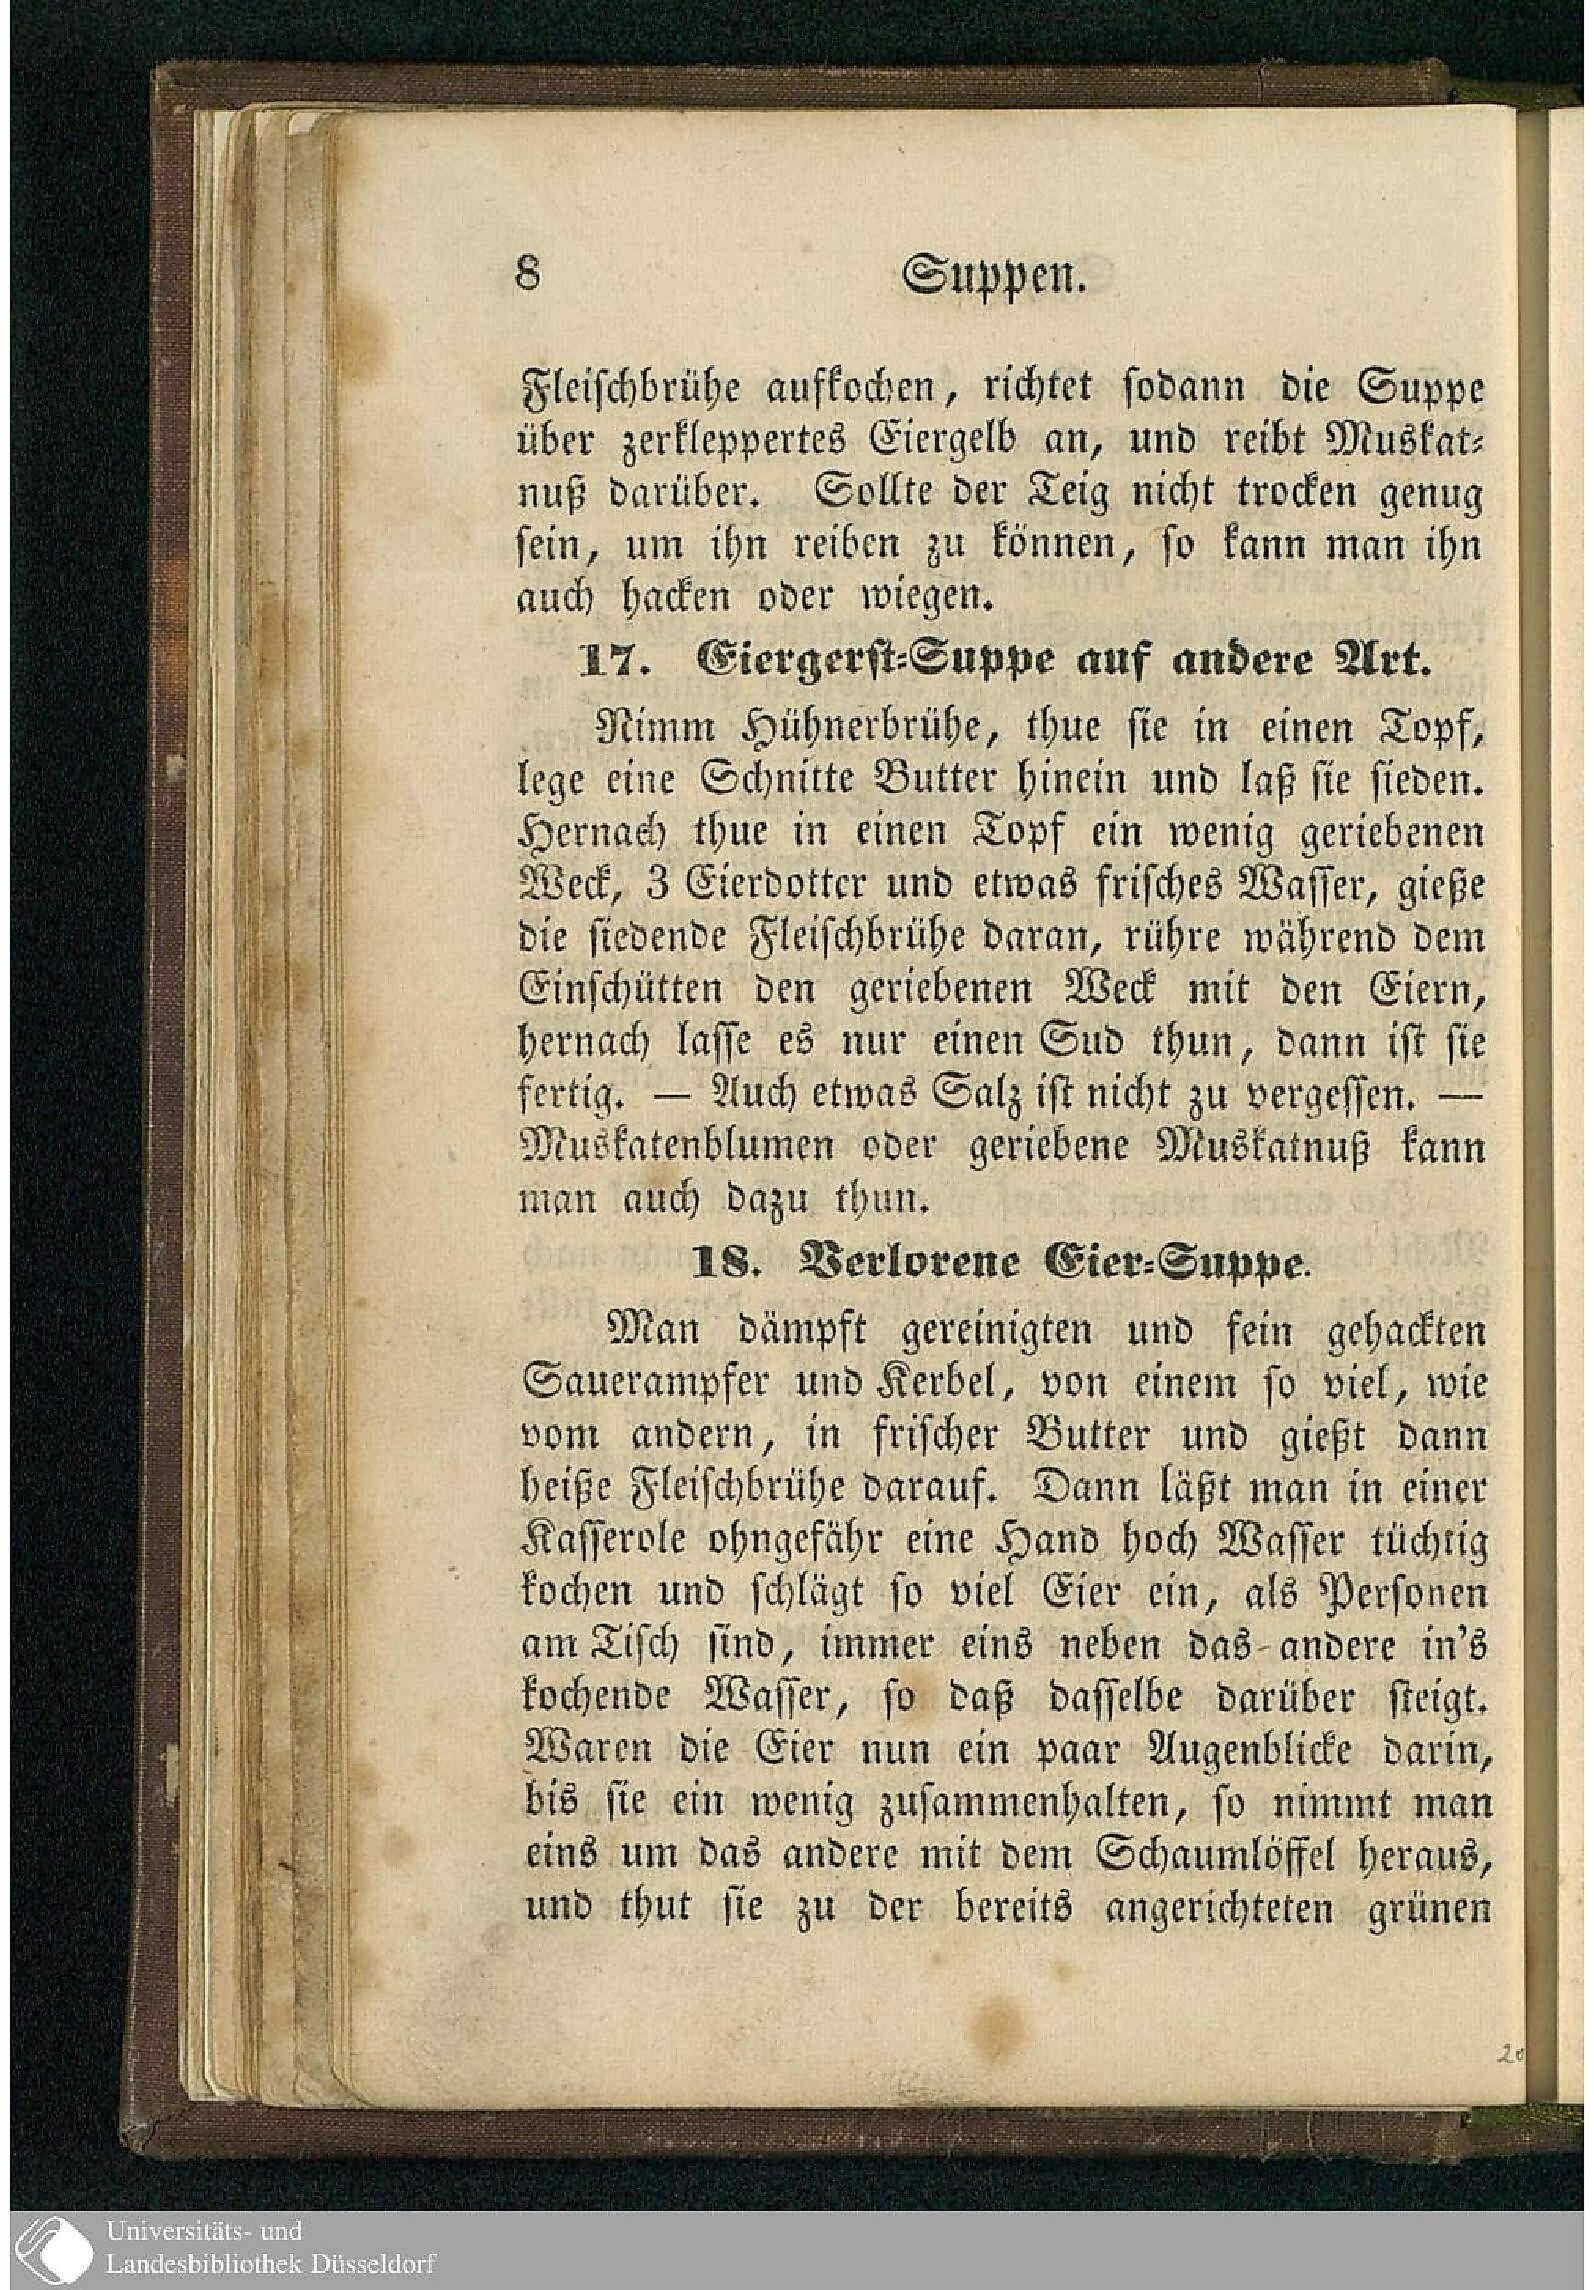 8 Suppen.
Fleischbrühe aufkochen, richtet sodann die Suppe
über zerkleppertes Eiergelb an, und reibt Muskat-
nuß darüber. Sollte der Teig nicht trocken genug
sein, um ihn reiben zu können, so kann man ihn
auch hacken oder wiegen.
17. Eiergerst-Suppe auf andere Art.
Nimm Hühnerbrühe, thue sie in einen Topf,
lege eine Schnitte Butter hinein und laß sie sieden.
Hernach thue in einen Topf ein wenig geriebenen
Weck, 3 Eierdotter und etwas frisches Wasser, gieße
die siedende Fleischbrühe daran, rühre während dem
Einschütten den geriebenen Weck mit den Eiern,
hernach lasse es nur einen Sud thun, dann ist sie
fertig. — Auch etwas Salz ist nicht zu vergessen. —
Muskatenblumen oder geriebene Muskatnuß kann
man auch dazu thun.
18. Verlorene Eier-Suppe.
Man dämpft gereinigten und fein gehackten
Sauerampfer und Kerbel, von einem so viel, wie
vom andern, in frischer Butter und gießt dann
heiße Fleischbrühe darauf. Dann läßt man in einer
Kasserole ohngefähr eine Hand hoch Wasser tüchtig
kochen und schlägt so viel Eier ein, als Personen
am Tisch sind, immer eins neben das andere in's
kochende Wasser, so daß dasselbe darüber steigt.
Waren die Eier nun ein paar Augenblicke darin,
bis sie ein wenig zusammenhalten, so nimmt man
eins um das andere mit dem Schaumlöffel heraus,
und thut sie zu der bereits angerichteten grünen
20
Universitäts- und
Landesbibliothek Düsseldorf